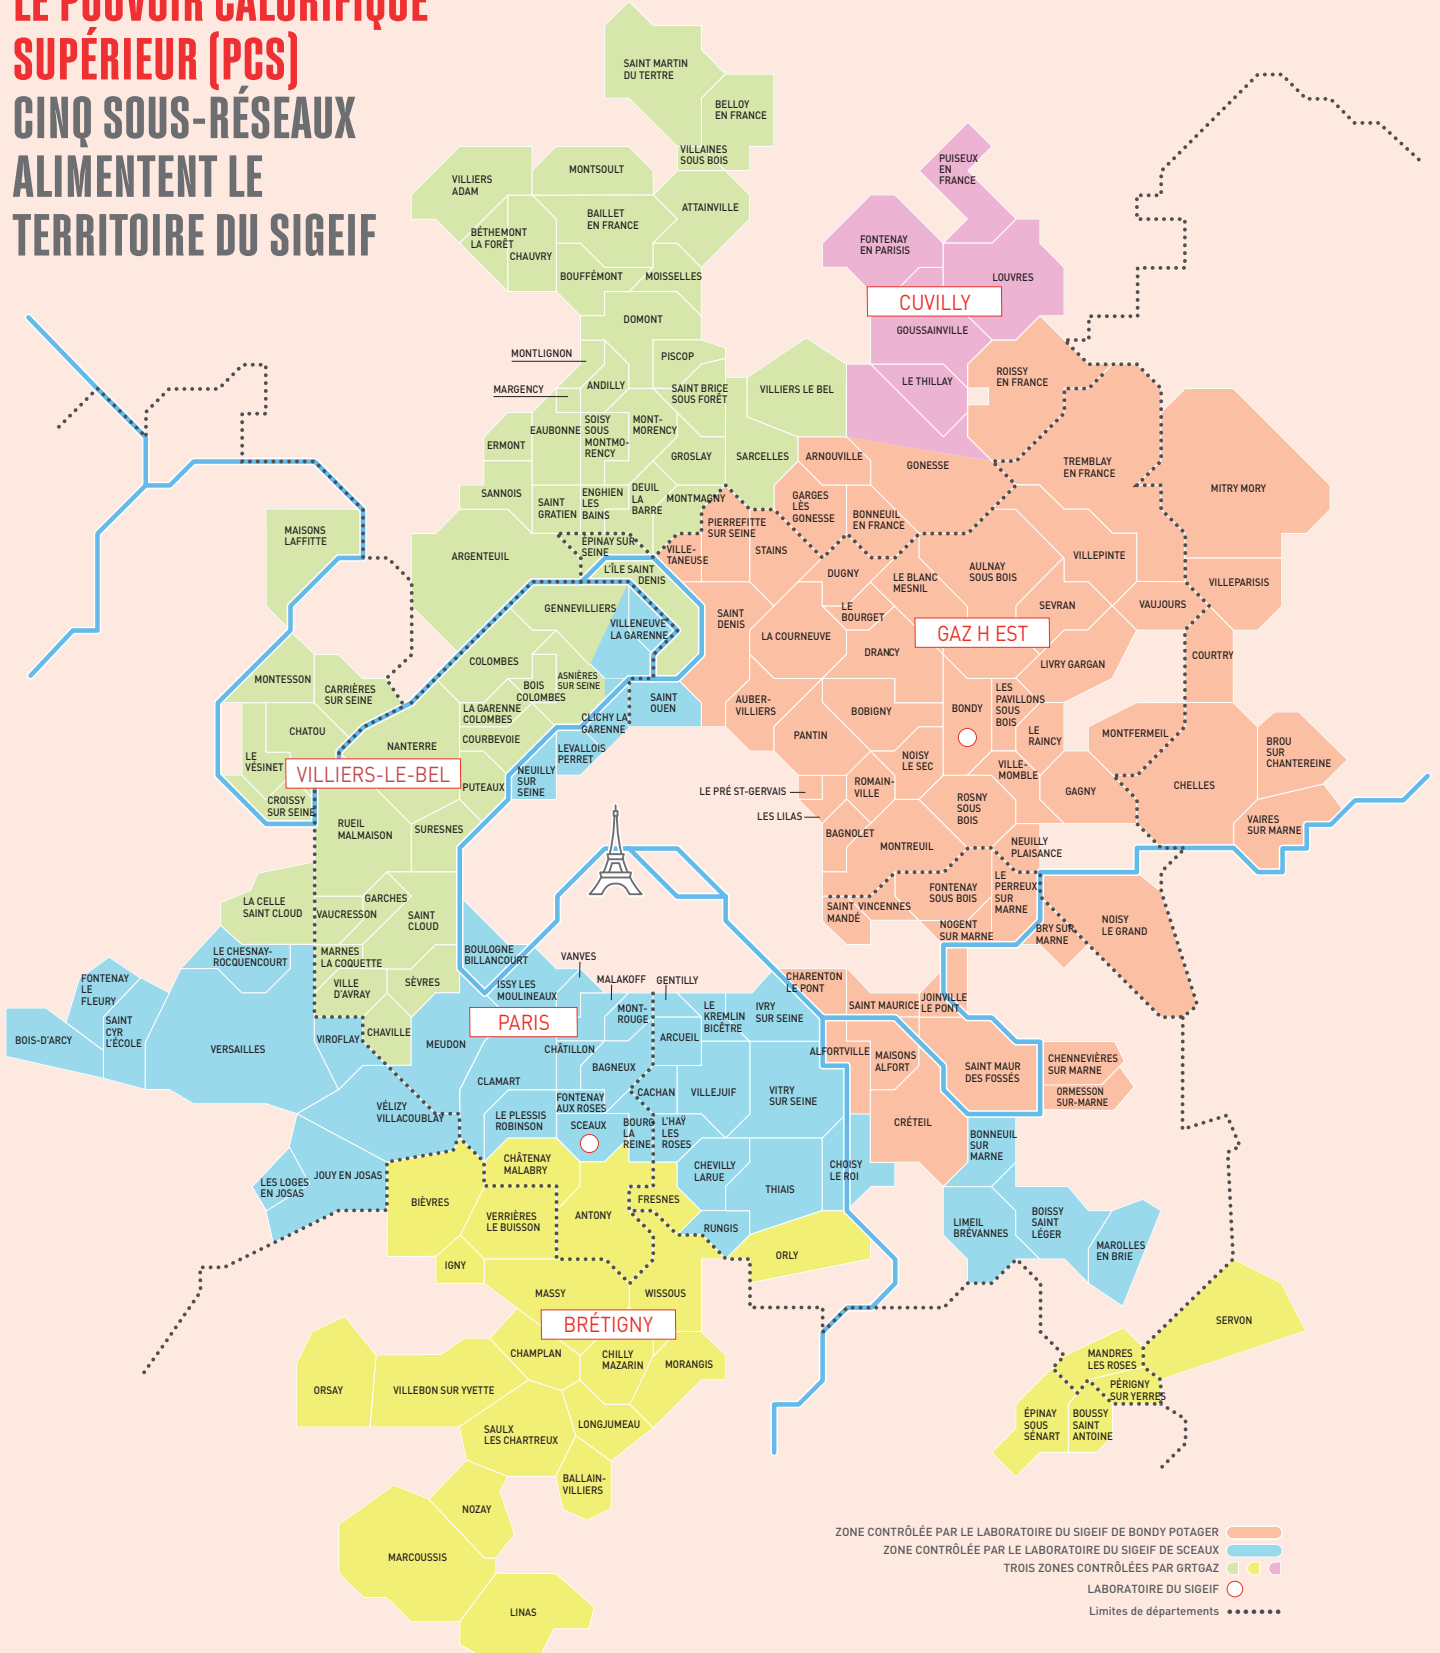 LE POUVOIR CALORIFIQUE
SUPÉRIEUR (PCS)
CINQ SOUS-RÉSEAUX
ALIMENTENT LE
TERRITOIRE DU SIGEIF
SAINT MARTIN
DU TERTRE
BELLOY
EN FRANCE
VILLAINES
SOUS BOIS
MONTSOULT
VILLIERS
ADAM
ATTAINVILLE
BAILLET
EN FRANCE
BÉTHEMONT
LA FORÊT
CHAUVRY
BOUFFÉMONT
MOISSELLES
DOMONT
MONTLIGNON
PISCOP
MARGENCY
ANDILLY
SAINT BRICE
SOUS FORÊT
VILLIERS LE BEL
EAUBONNE
SOISY
SOUS
MONTMO-
RENCY
MONT-
MORENCY
ERMONT
GROSLAY
SARCELLES
SANNOIS
SAINT
GRATIEN
ENGHIEN
LES
BAINS
DEUIL
LA
BARRE
MONTMAGNY
PUISEUX
EN
FRANCE
FONTENAY
EN PARISIS
LOUVRES
CUVILLY
GOUSSAINVILLE
LE THILLAY
ROISSY
EN FRANCE
ARNOUVILLE
GONESSE
TREMBLAY
EN FRANCE
MITRY MORY
GARGES
LÈS
GONESSE
BONNEUIL
EN FRANCE
PIERREFITTE
SUR SEINE
STAINS
VILLE-
TANEUSE
MAISONS
LAFFITTE
ARGENTEUIL
ÉPINAY SUR
SEINE
L'ÎLE SAINT
DENIS
GENNEVILLIERS
VILLENEUVE
LA GARENNE
DUGNY
LE BLANC
MESNIL
AULNAY
SOUS BOIS
VILLEPINTE
VILLEPARISIS
SEVRAN
VAUJOURS
LE
BOURGET
SAINT
DENIS
LA COURNEUVE
GAZ H EST
DRANCY
LIVRY GARGAN
COURTRY
COLOMBES
MONTESSON
CARRIÈRES
SUR SEINE
BOIS
COLOMBES
ASNIÈRES
SUR SEINE
LA GARENNE
COLOMBES
SAINT
OUEN
AUBER-
VILLIERS
BOBIGNY
BONDY
LES
PAVILLONS
SOUS
BOIS
CLICHY LA
GARENNE
CHATOU
COURBEVOIE
NANTERRE
PANTIN
LE
RAINCY
MONTFERMEIL
BROU
SUR
CHANTEREINE
LE
VÉSINET
VILLIERS-LE-BEL
LEVALLOIS
PERRET
NEUILLY
SUR
SEINE
NOISY
LE SEC
VILLE-
MOMBLE
CHELLES
PUTEAUX
ROMAIN-
VILLE
LE PRÉ ST-GERVAIS
GAGNY
CROISSY
SUR SEINE
ROSNY
SOUS
BOIS
LES LILAS
VAIRES
SUR MARNE
RUEIL
MALMAISON
SURESNES
BAGNOLET
MONTREUIL
NEUILLY
PLAISANCE
LA CELLE
SAINT CLOUD
GARCHES
VAUCRESSON
SAINT
CLOUD
FONTENAY
SOUS BOIS
LE
PERREUX
SUR
MARNE
SAINT
MANDÉ
VINCENNES
NOGENT
SUR MARNE
BRY SUR
MARNE
NOISY
LE GRAND
LE CHESNAY-
ROCQUENCOURT
MARNES
LA COQUETTE
BOULOGNE
BILLANCOURT
VANVES
MALAKOFF
GENTILLY
CHARENTON
LE PONT
FONTENAY
LE
FLEURY
VILLE
D'AVRAY
SÈVRES
ISSY LES
MOULINEAUX
SAINT MAURICE
JOINVILLE
LE PONT
SAINT
CYR
L'ÉCOLE
PARIS
MONT-
ROUGE
LE
KREMLIN
BICÊTRE
IVRY
SUR SEINE
BOIS-D'ARCY
VERSAILLES
VIROFLAY
CHAVILLE
MEUDON
CHÂTILLON
ARCUEIL
ALFORTVILLE
MAISONS
ALFORT
SAINT MAUR
DES FOSSÉS
CHENNEVIÈRES
SUR MARNE
BAGNEUX
CLAMART
ORMESSON
SUR-MARNE
VÉLIZY
VILLACOUBLAY
FONTENAY
AUX ROSES
CACHAN
VILLEJUIF
VITRY
SUR SEINE
LE PLESSIS
ROBINSON
SCEAUX
BOURG
LA
REINE
L'HAŸ
LES
ROSES
CRÉTEIL
BONNEUIL
SUR
MARNE
LES LOGES
EN JOSAS
JOUY EN JOSAS
CHÂTENAY
MALABRY
CHEVILLY
LARUE
CHOISY
LE ROI
THIAIS
BIÈVRES
FRESNES
VERRIÈRES
LE BUISSON
ANTONY
RUNGIS
LIMEIL
BRÉVANNES
BOISSY
SAINT
LÉGER
MAROLLES
EN BRIE
ORLY
IGNY
MASSY
WISSOUS
BRÉTIGNY
SERVON
CHAMPLAN
CHILLY
MAZARIN
MORANGIS
MANDRES
LES ROSES
PÉRIGNY
SUR YERRES
ORSAY
VILLEBON SUR YVETTE
ÉPINAY
SOUS
SÉNART
BOUSSY
SAINT
ANTOINE
SAULX
LES CHARTREUX
LONGJUMEAU
BALLAIN-
VILLIERS
NOZAY
MARCOUSSIS
LINAS
ZONE CONTRÔLÉE PAR LE LABORATOIRE DU SIGEIF DE BONDY POTAGER
ZONE CONTRÔLÉE PAR LE LABORATOIRE DU SIGEIF DE SCEAUX
TROIS ZONES CONTRÔLÉES PAR GRTGAZ
LABORATOIRE DU SIGEIF
Limites de départements